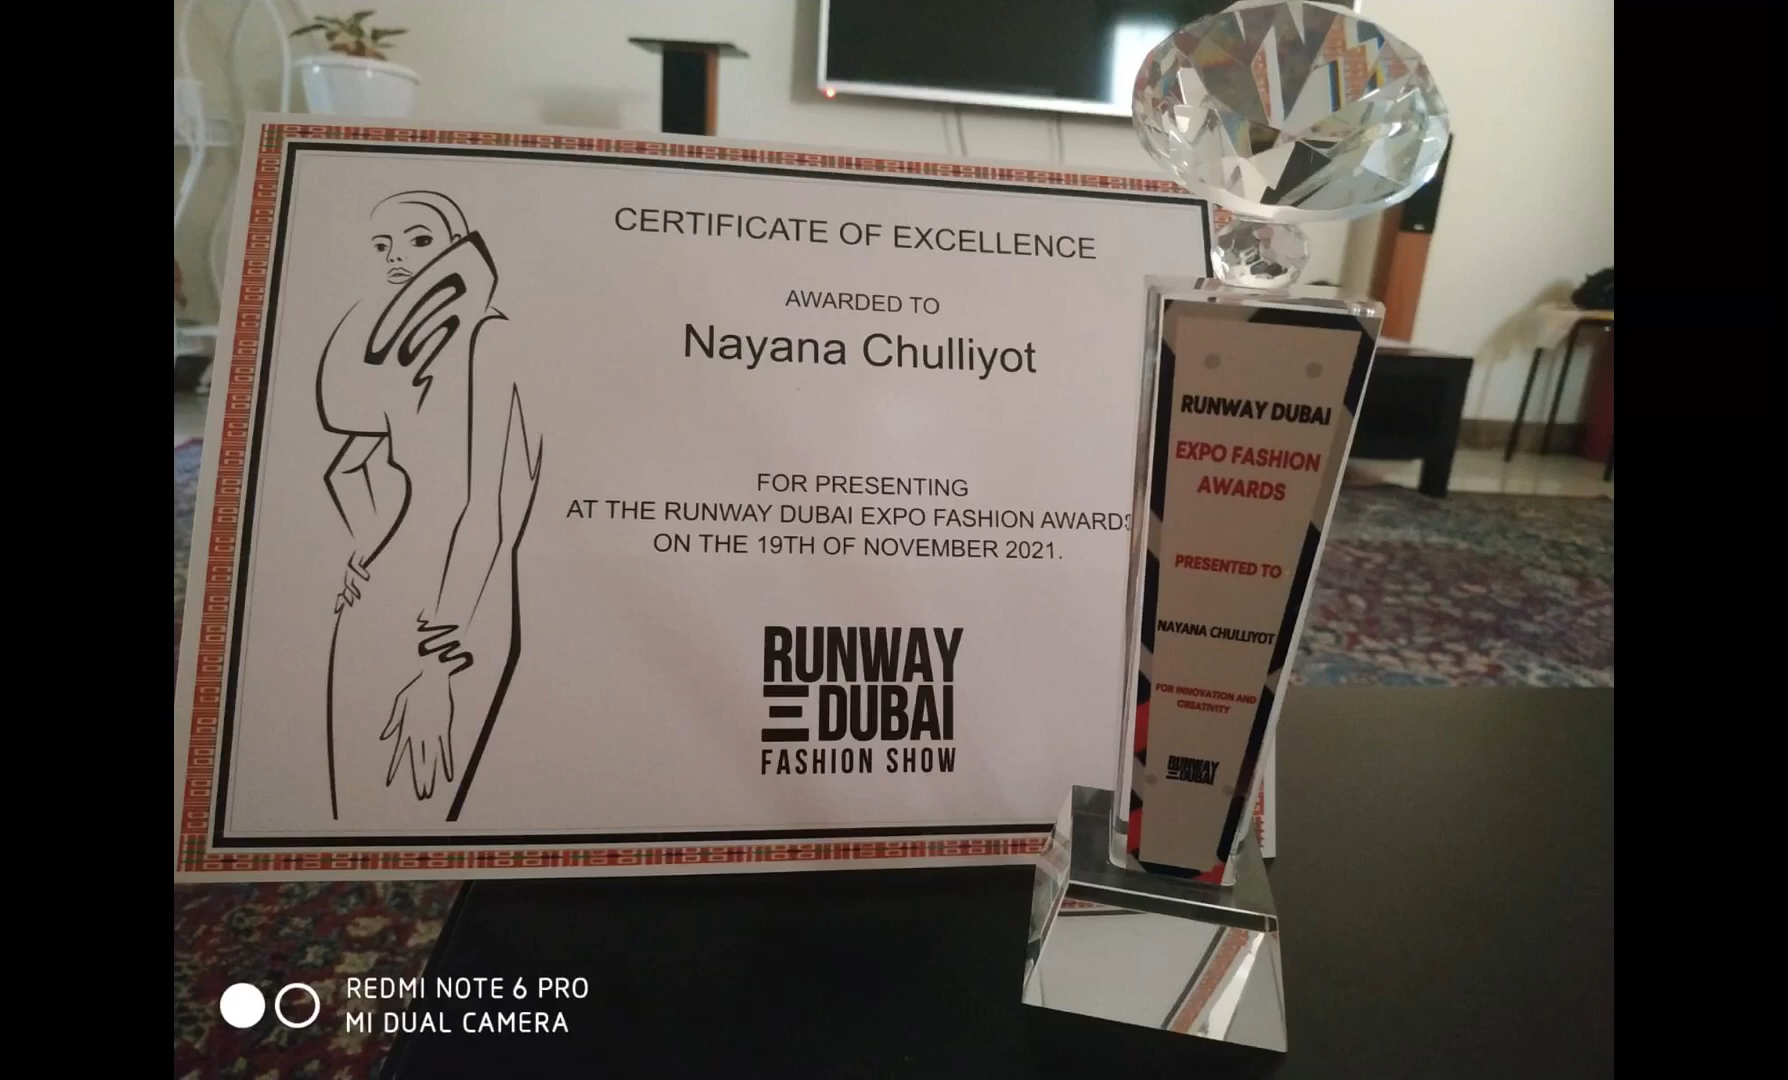 CERTIFICATE OF EXCELLENCE
AWARDED TO
Nayana Chulliyot
FOR PRESENTING
AT THE RUNWAY DUBAI EXPO FASHION AWARDS
ON THE 19TH OF NOVEMBER 2021.
RUNWAY
DUBAI
FASHION SHOW
RUNWAY DUBAI
EXPO FASHION
AWARDS
PRESENTED TO
NAYANA CHULLIYOT
FOR INNOVATION AND
CREATIVITY
RUNWAY
DUBAI
REDMI NOTE 6 PRO
MI DUAL CAMERA